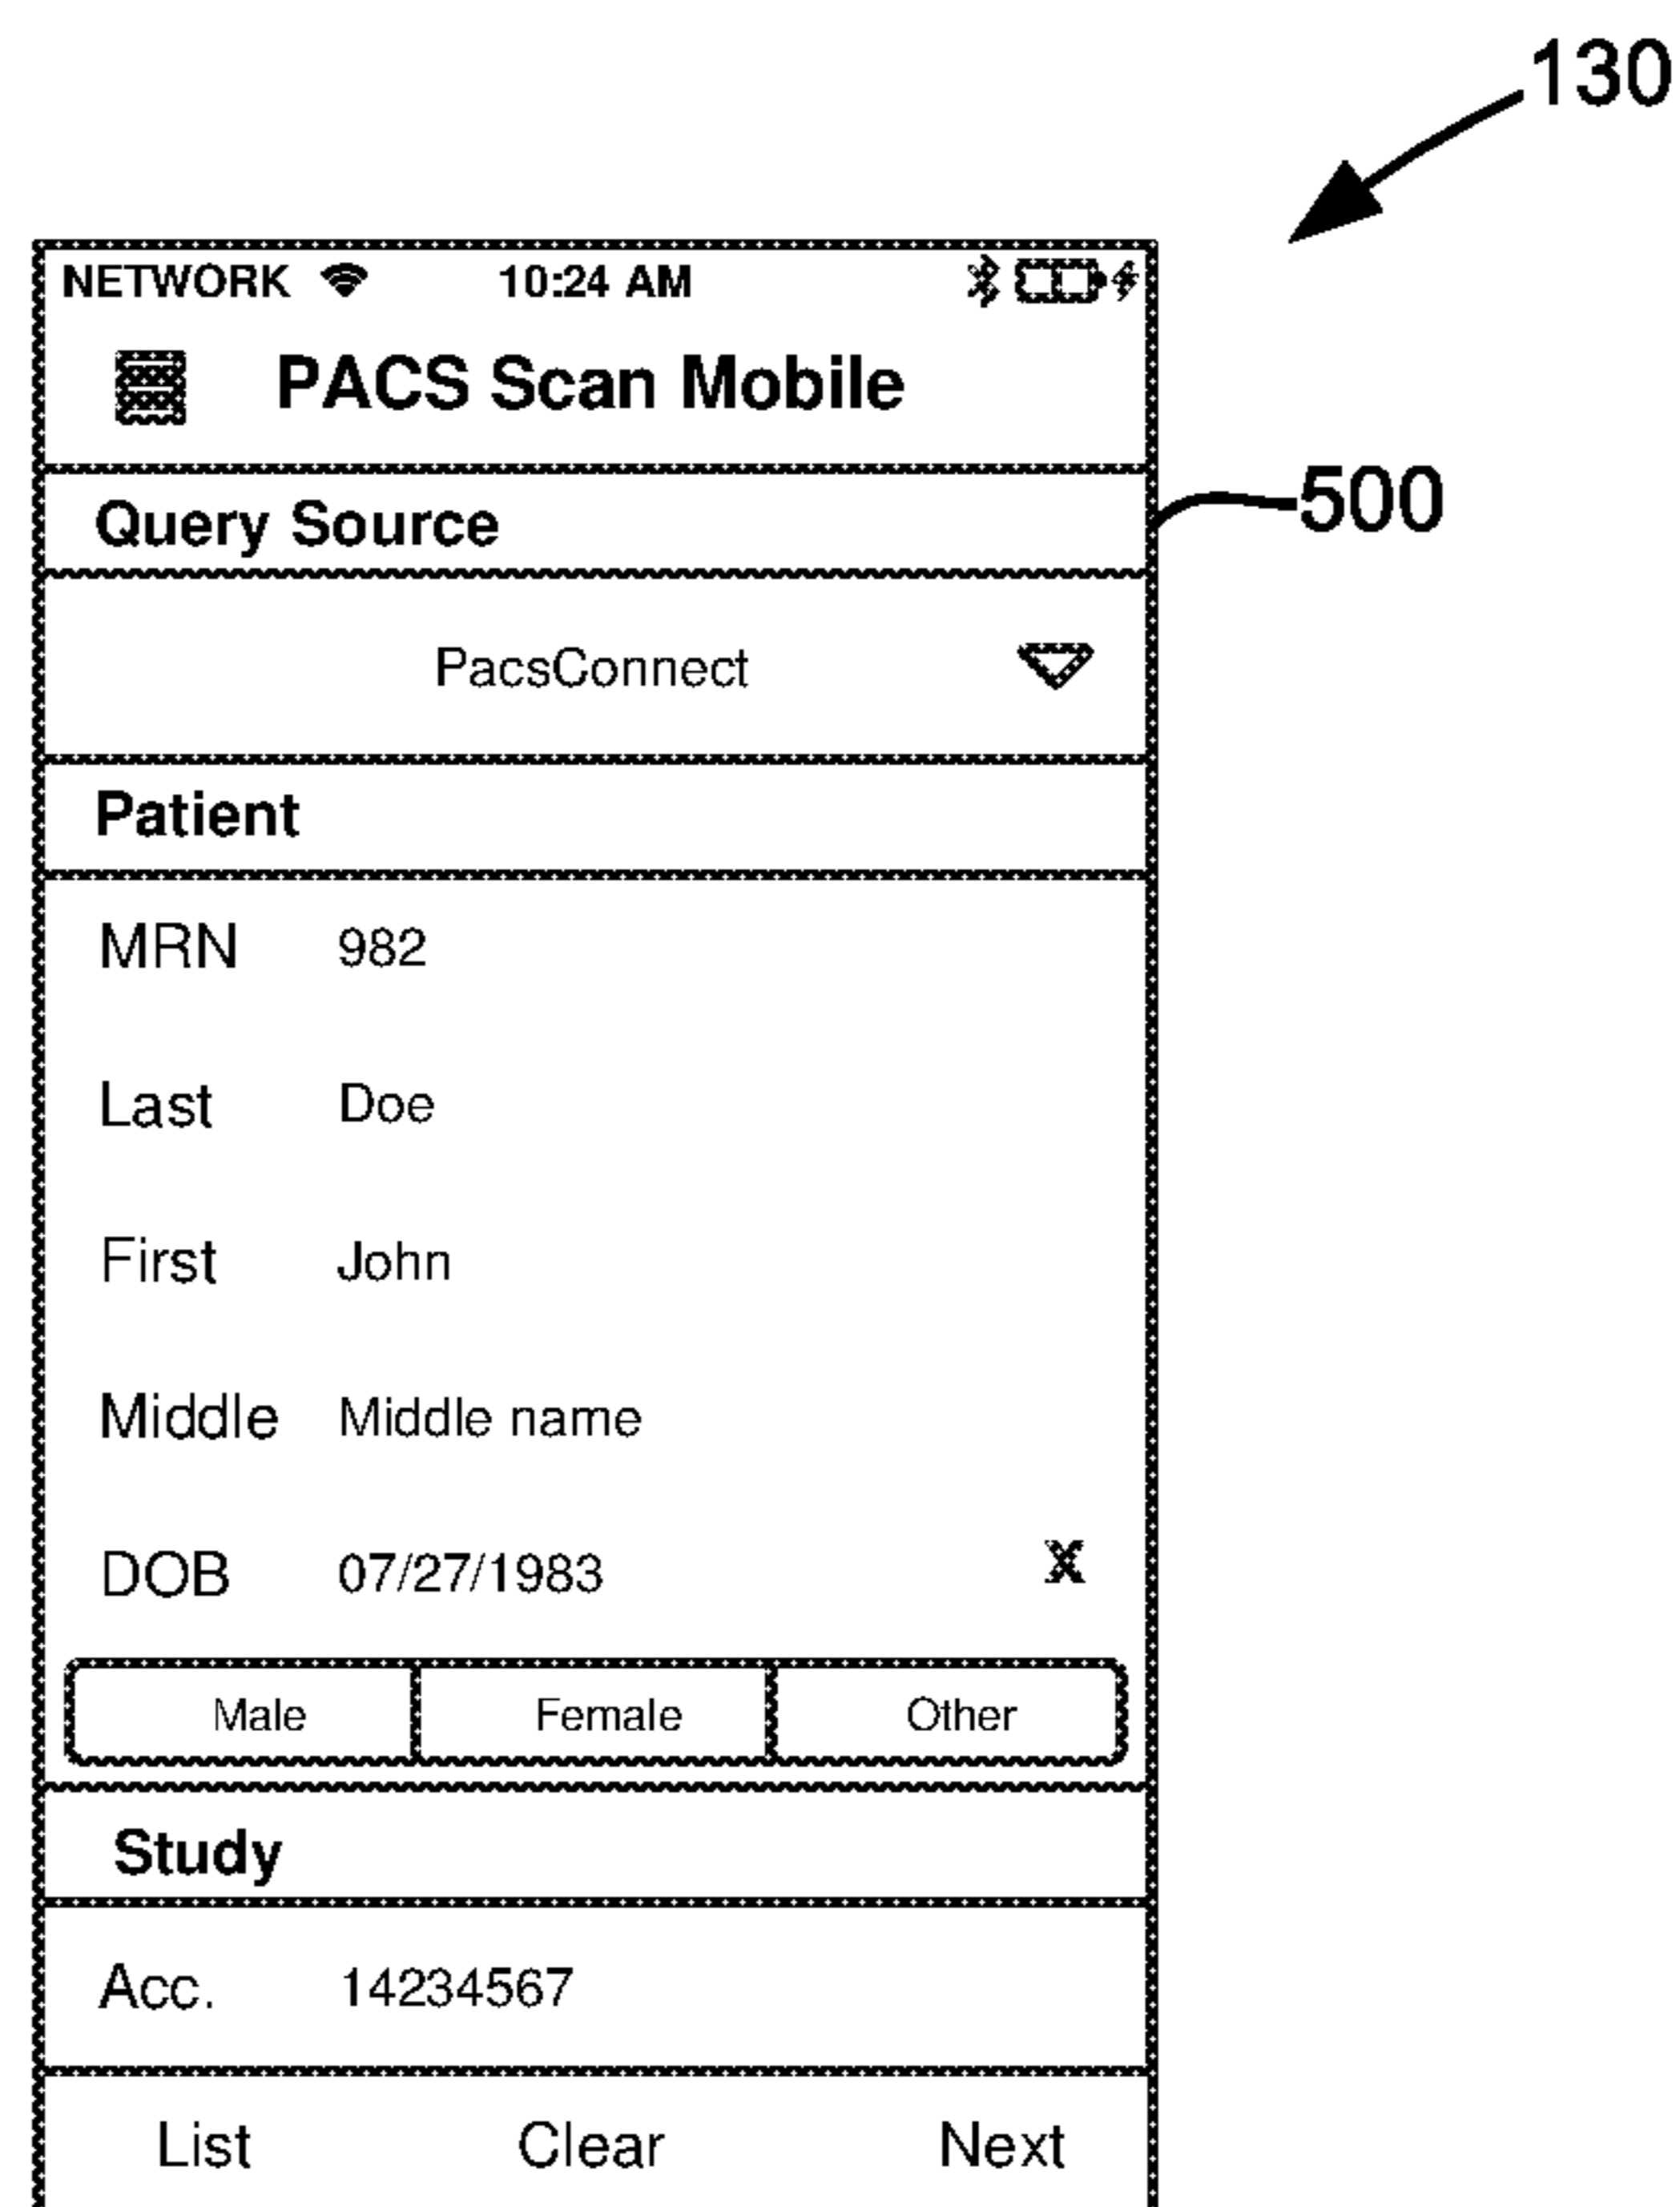 130
NETWORK 10:24 AM
PACS Scan Mobile
Query Source
500
PacsConnect
Patient
MRN 982
Last Doe
First John
Middle Middle name
DOB 07/27/1983 X
Male Female Other
Study
Acc. 14234567
List Clear Next